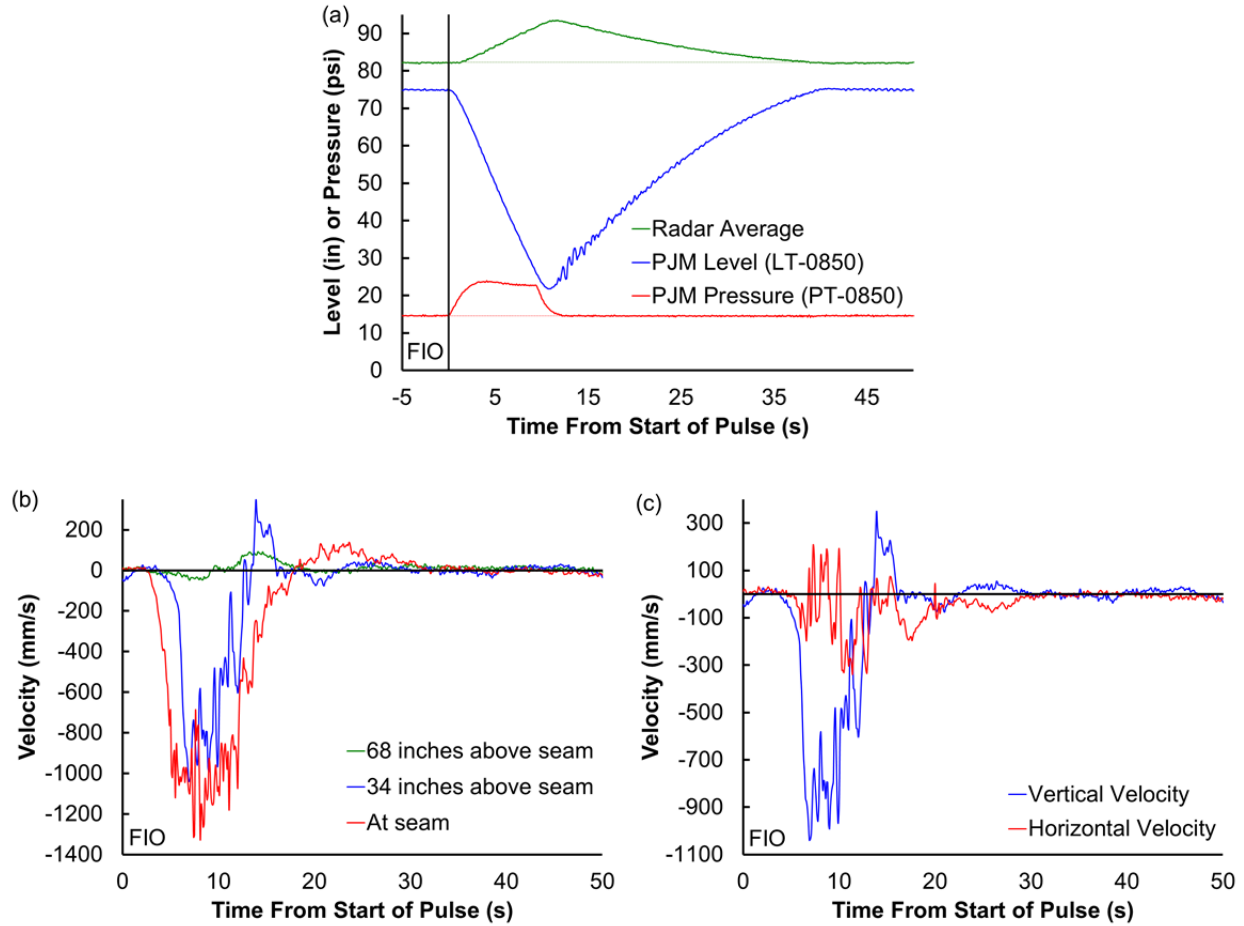 (a)
Level (in) or Pressure (psi)
90
80
70
60
50
40
30
20
10
0
Radar Average
PJM Level (LT-0850)
PJM Pressure (PT-0850)
FIO
-5 5 15 25 35 45
Time From Start of Pulse (s)
(b)
Velocity (mm/s)
200
0
-200
-400
-600
-800
-1000
-1200
-1400
68 inches above seam
34 inches above seam
At seam
FIO
0 10 20 30 40 50
Time From Start of Pulse (s)
(c)
Velocity (mm/s)
300
100
-100
-300
-500
-700
-900
-1100
Vertical Velocity
Horizontal Velocity
FIO
0 10 20 30 40 50
Time From Start of Pulse (s)